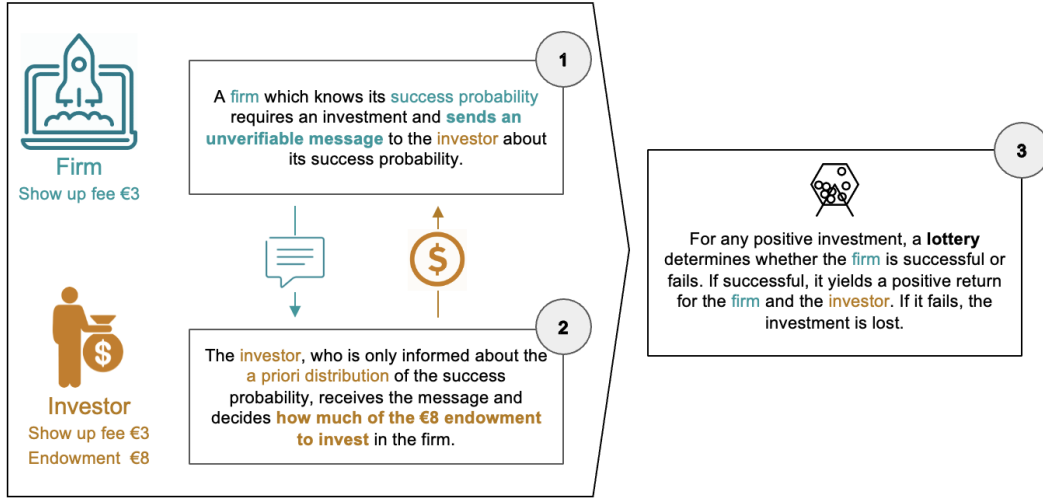 1
A firm which knows its success probability
requires an investment and sends an
unverifiable message to the investor about
its success probability.
Firm
Show up fee €3
$
2
The investor, who is only informed about the
a priori distribution of the success
probability, receives the message and
decides how much of the €8 endowment
to invest in the firm.
$
Investor
Show up fee €3
Endowment €8
3
For any positive investment, a lottery
determines whether the firm is successful or
fails. If successful, it yields a positive return
for the firm and the investor. If it fails, the
investment is lost.